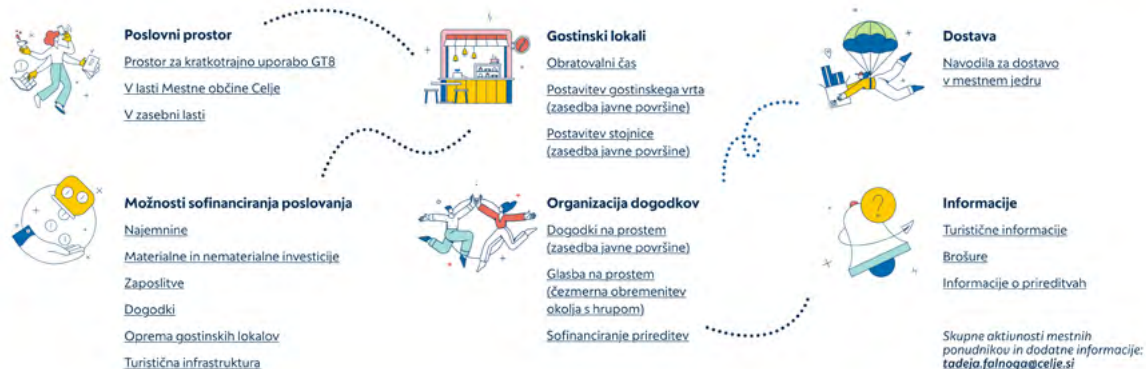 Poslovni prostor
Prostor za kratkotrajno uporabo GT8
V lasti Mestne občine Celje
V zasebni lasti
Gostinski lokali
Obratovalni čas
Postavitev gostinskega vrta
(zasedba javne površine)
Postavitev stojnice
(zasedba javne površine)
Dostava
Navodila za dostavo
v mestnem jedru
Možnosti sofinanciranja poslovanja
Najemnine
Materialne in nematerialne investicije
Zaposlitve
Dogodki
Oprema gostinskih lokalov
Turistična infrastruktura
Organizacija dogodkov
Dogodki na prostem
(zasedba javne površine)
Glasba na prostem
(čezmerna obremenitev
okolja s hrupom)
Sofinanciranje prireditev
?
Informacije
Turistične informacije
Brošure
Informacije o prireditvah
Skupne aktivnosti mestnih
ponudnikov in dodatne informacije:
tadeja.falnoga@celje.si